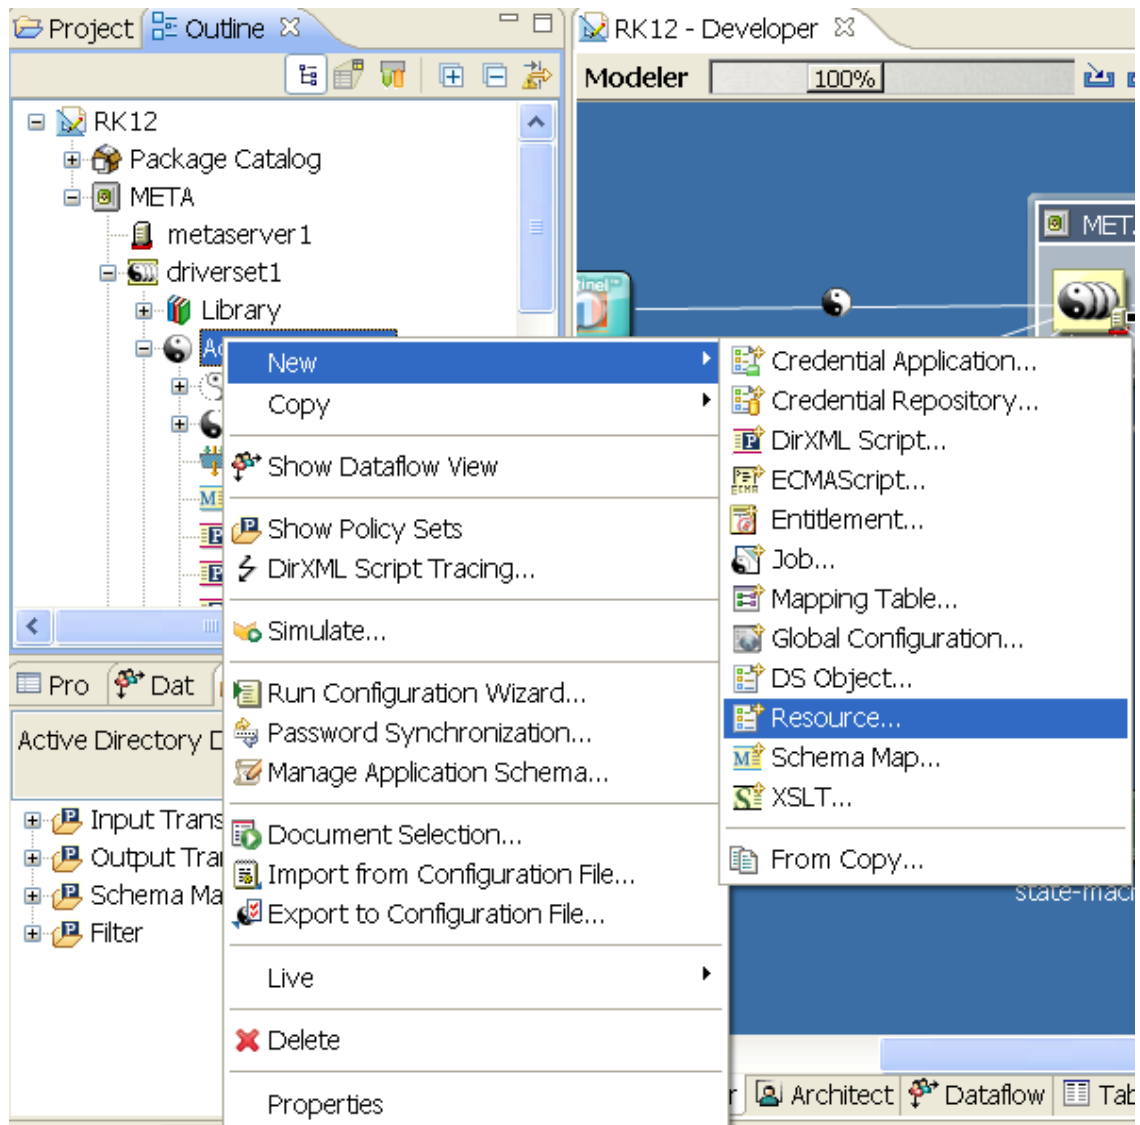 Project
Outline
RK12 - Developer
Modeler
100%
RK12
Package Catalog
META
metaserver1
driverset1
Library
New
Copy
Show Dataflow View
Show Policy Sets
DirXML Script Tracing...
Simulate...
Run Configuration Wizard...
Password Synchronization...
Manage Application Schema...
Document Selection...
Import from Configuration File...
Export to Configuration File...
Live
Delete
Properties
Credential Application...
Credential Repository...
DirXML Script...
ECMAScript...
Entitlement...
Job...
Mapping Table...
Global Configuration...
DS Object...
Resource...
Schema Map...
XSLT...
From Copy...
Pro
Dat
Active Directory D
Input Trans
Output Tra
Schema Ma
Filter
state-mac
Architect
Dataflow
Tab